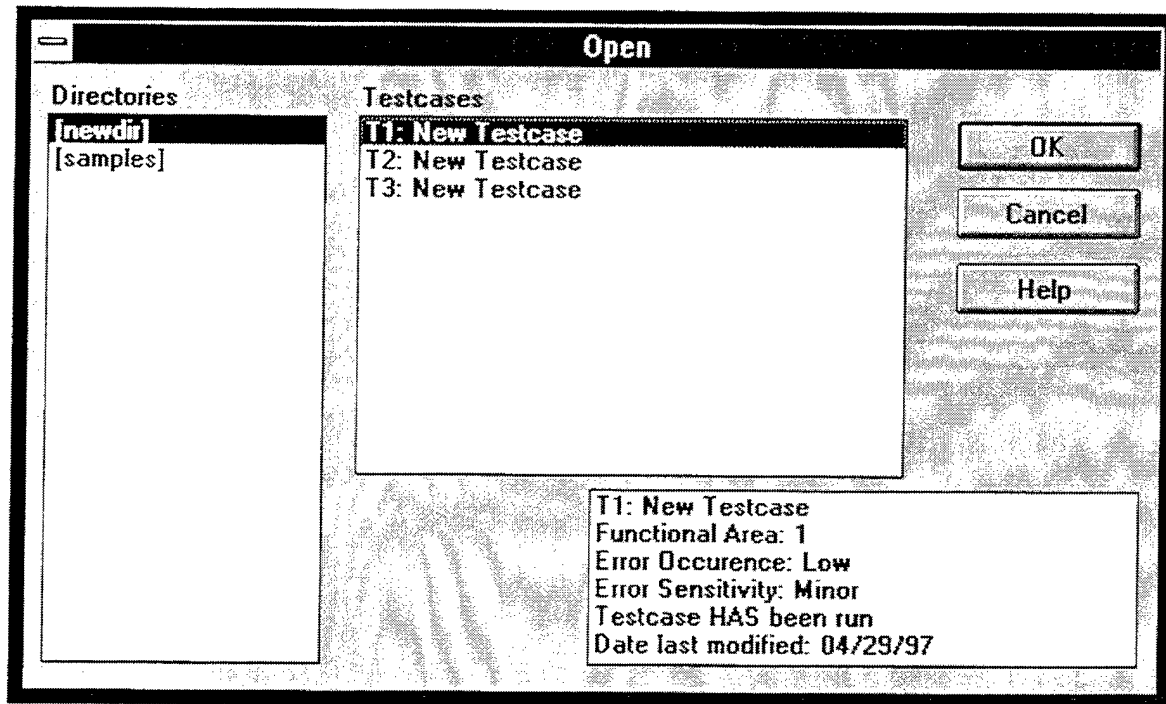 Open
Directories
[newdir]
[samples]
Testcases
T1: New Testcase
T2: New Testcase
T3: New Testcase
OK
Cancel
Help
T1: New Testcase
Functional Area: 1
Error Occurence: Low
Error Sensitivity: Minor
Testcase HAS been run
Date last modified: 04/29/97